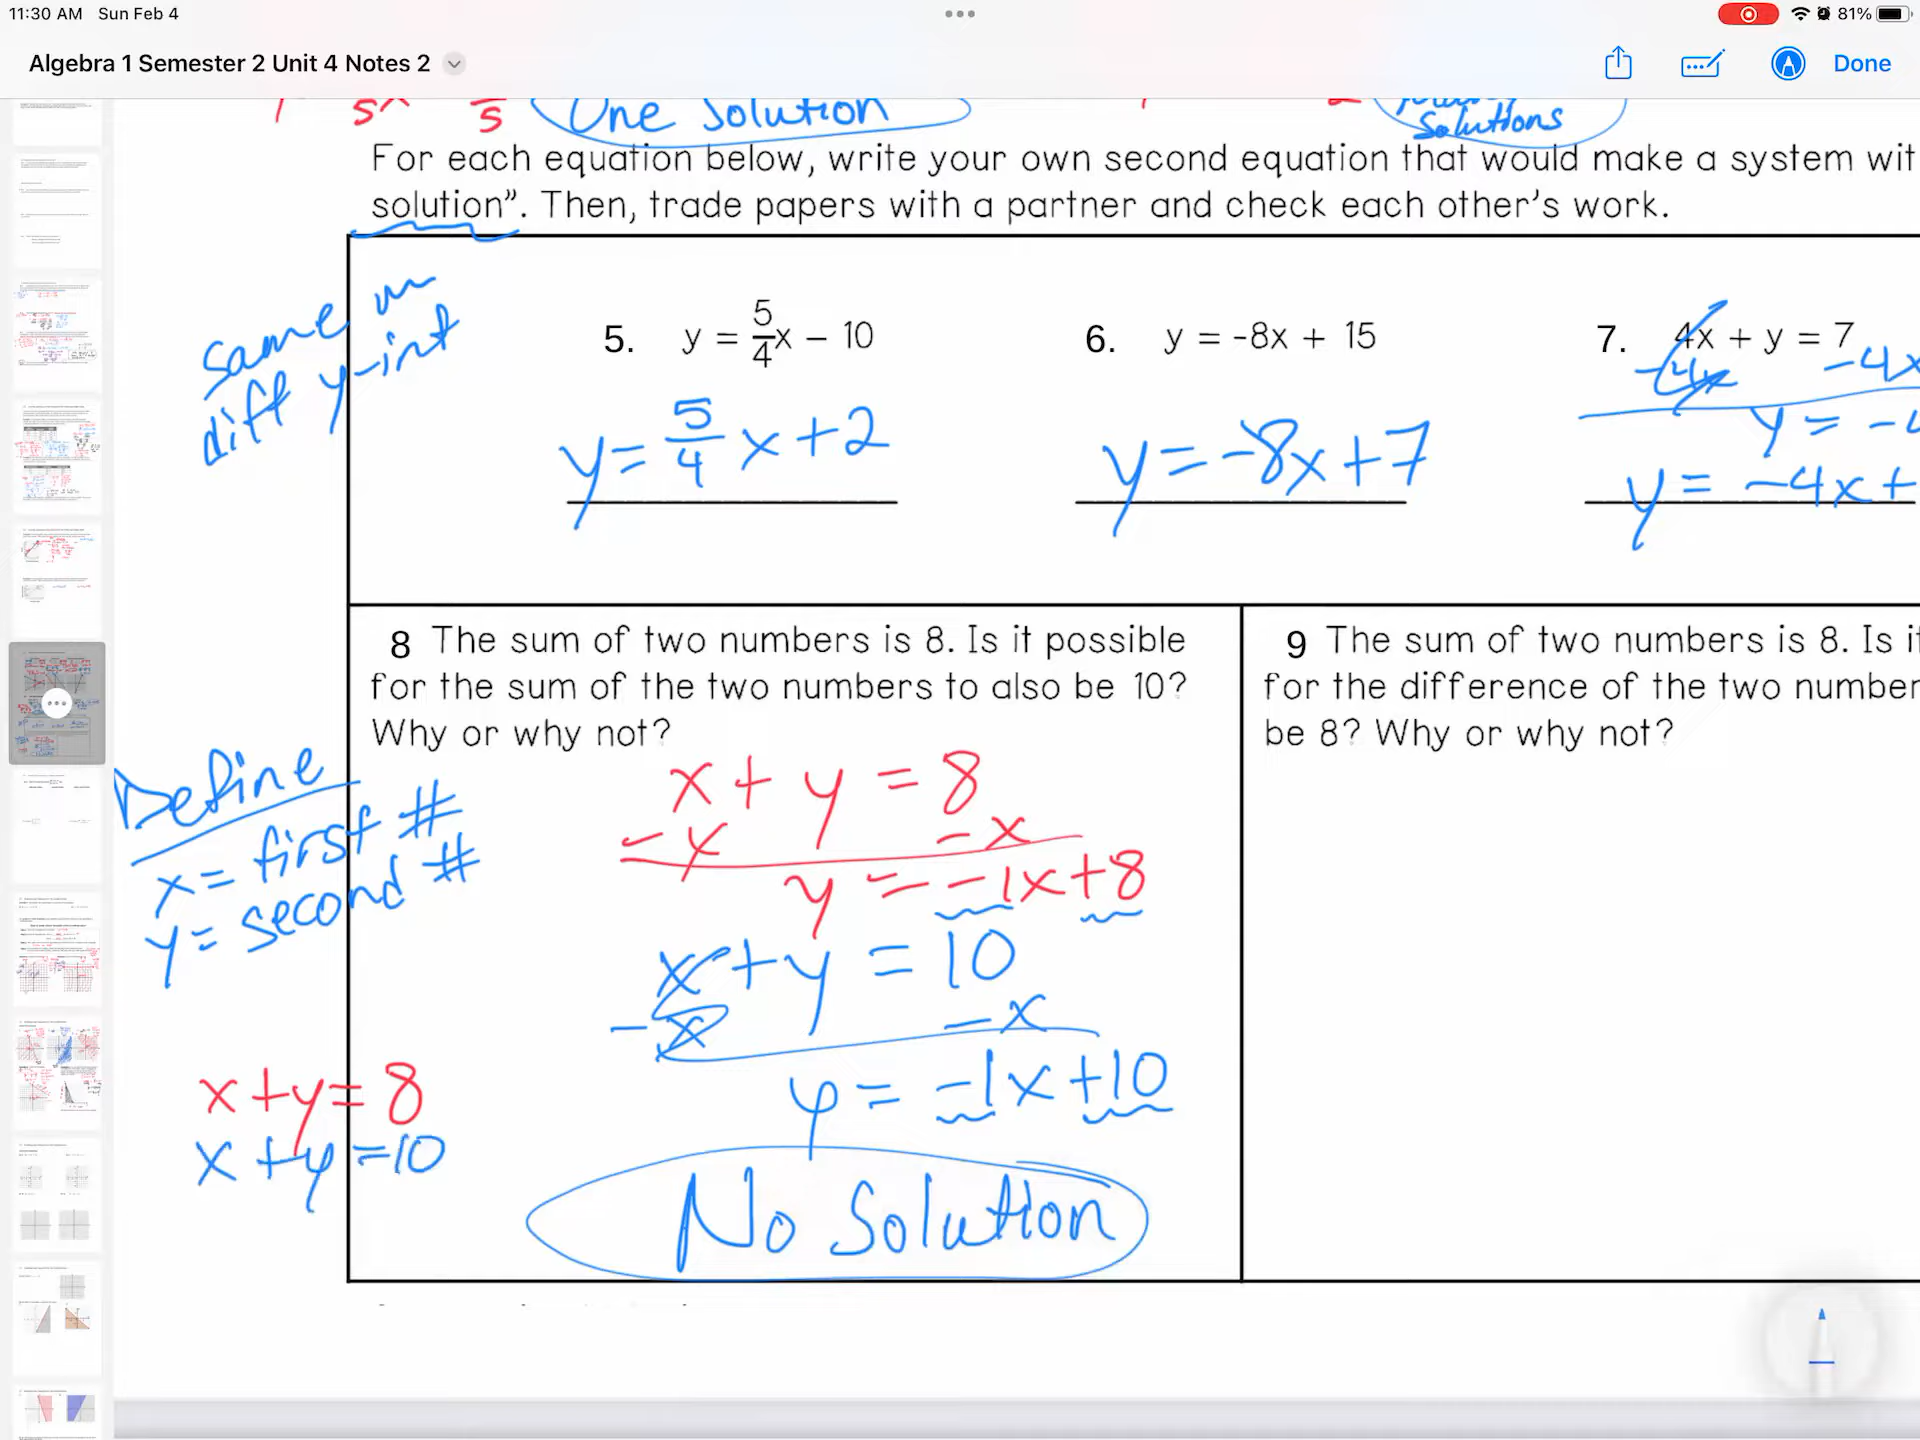 11:30 AM Sun Feb 4
81%
Algebra 1 Semester 2 Unit 4 Notes 2
Done
5x 5 One Solution
Solutions
For each equation below, write your own second equation that would make a system wit
solution”. Then, trade papers with a partner and check each other’s work.
same m
diff y-int
5. y = 5/4x – 10
y = 5/4 x + 2
6. y = -8x + 15
y = -8x + 7
7. 4x + y = 7
-4x -4x
y = -4
y = -4x +
8 The sum of two numbers is 8. Is it possible
for the sum of the two numbers to also be 10?
Why or why not?
Define
x = first #
y = second #
x + y = 8
x + y = 10
x + y = 8
- x - x
y = -1x + 8
x + y = 10
- x - x
y = -1x + 10
No Solution
9 The sum of two numbers is 8. Is it
for the difference of the two number
be 8? Why or why not?